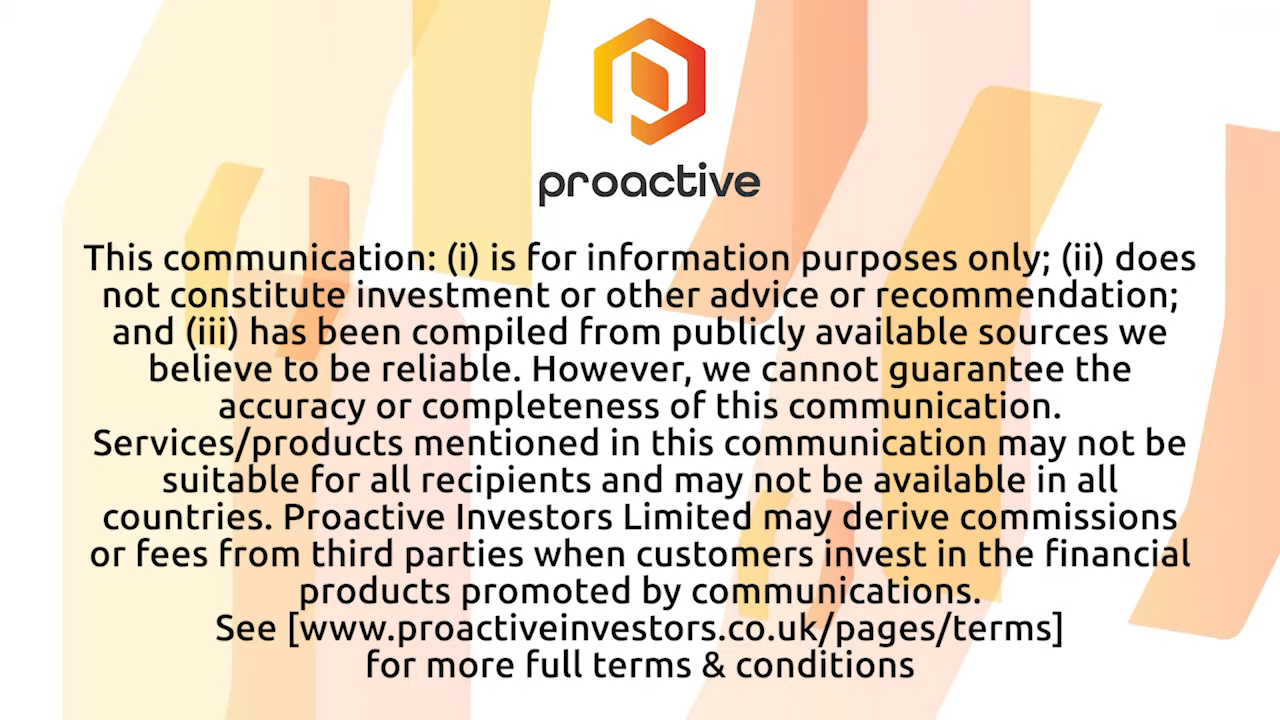 proactive
This communication: (i) is for information purposes only; (ii) does
not constitute investment or other advice or recommendation;
and (iii) has been compiled from publicly available sources we
believe to be reliable. However, we cannot guarantee the
accuracy or completeness of this communication.
Services/products mentioned in this communication may not be
suitable for all recipients and may not be available in all
countries. Proactive Investors Limited may derive commissions
or fees from third parties when customers invest in the financial
products promoted by communications.
See [www.proactiveinvestors.co.uk/pages/terms]
for more full terms & conditions